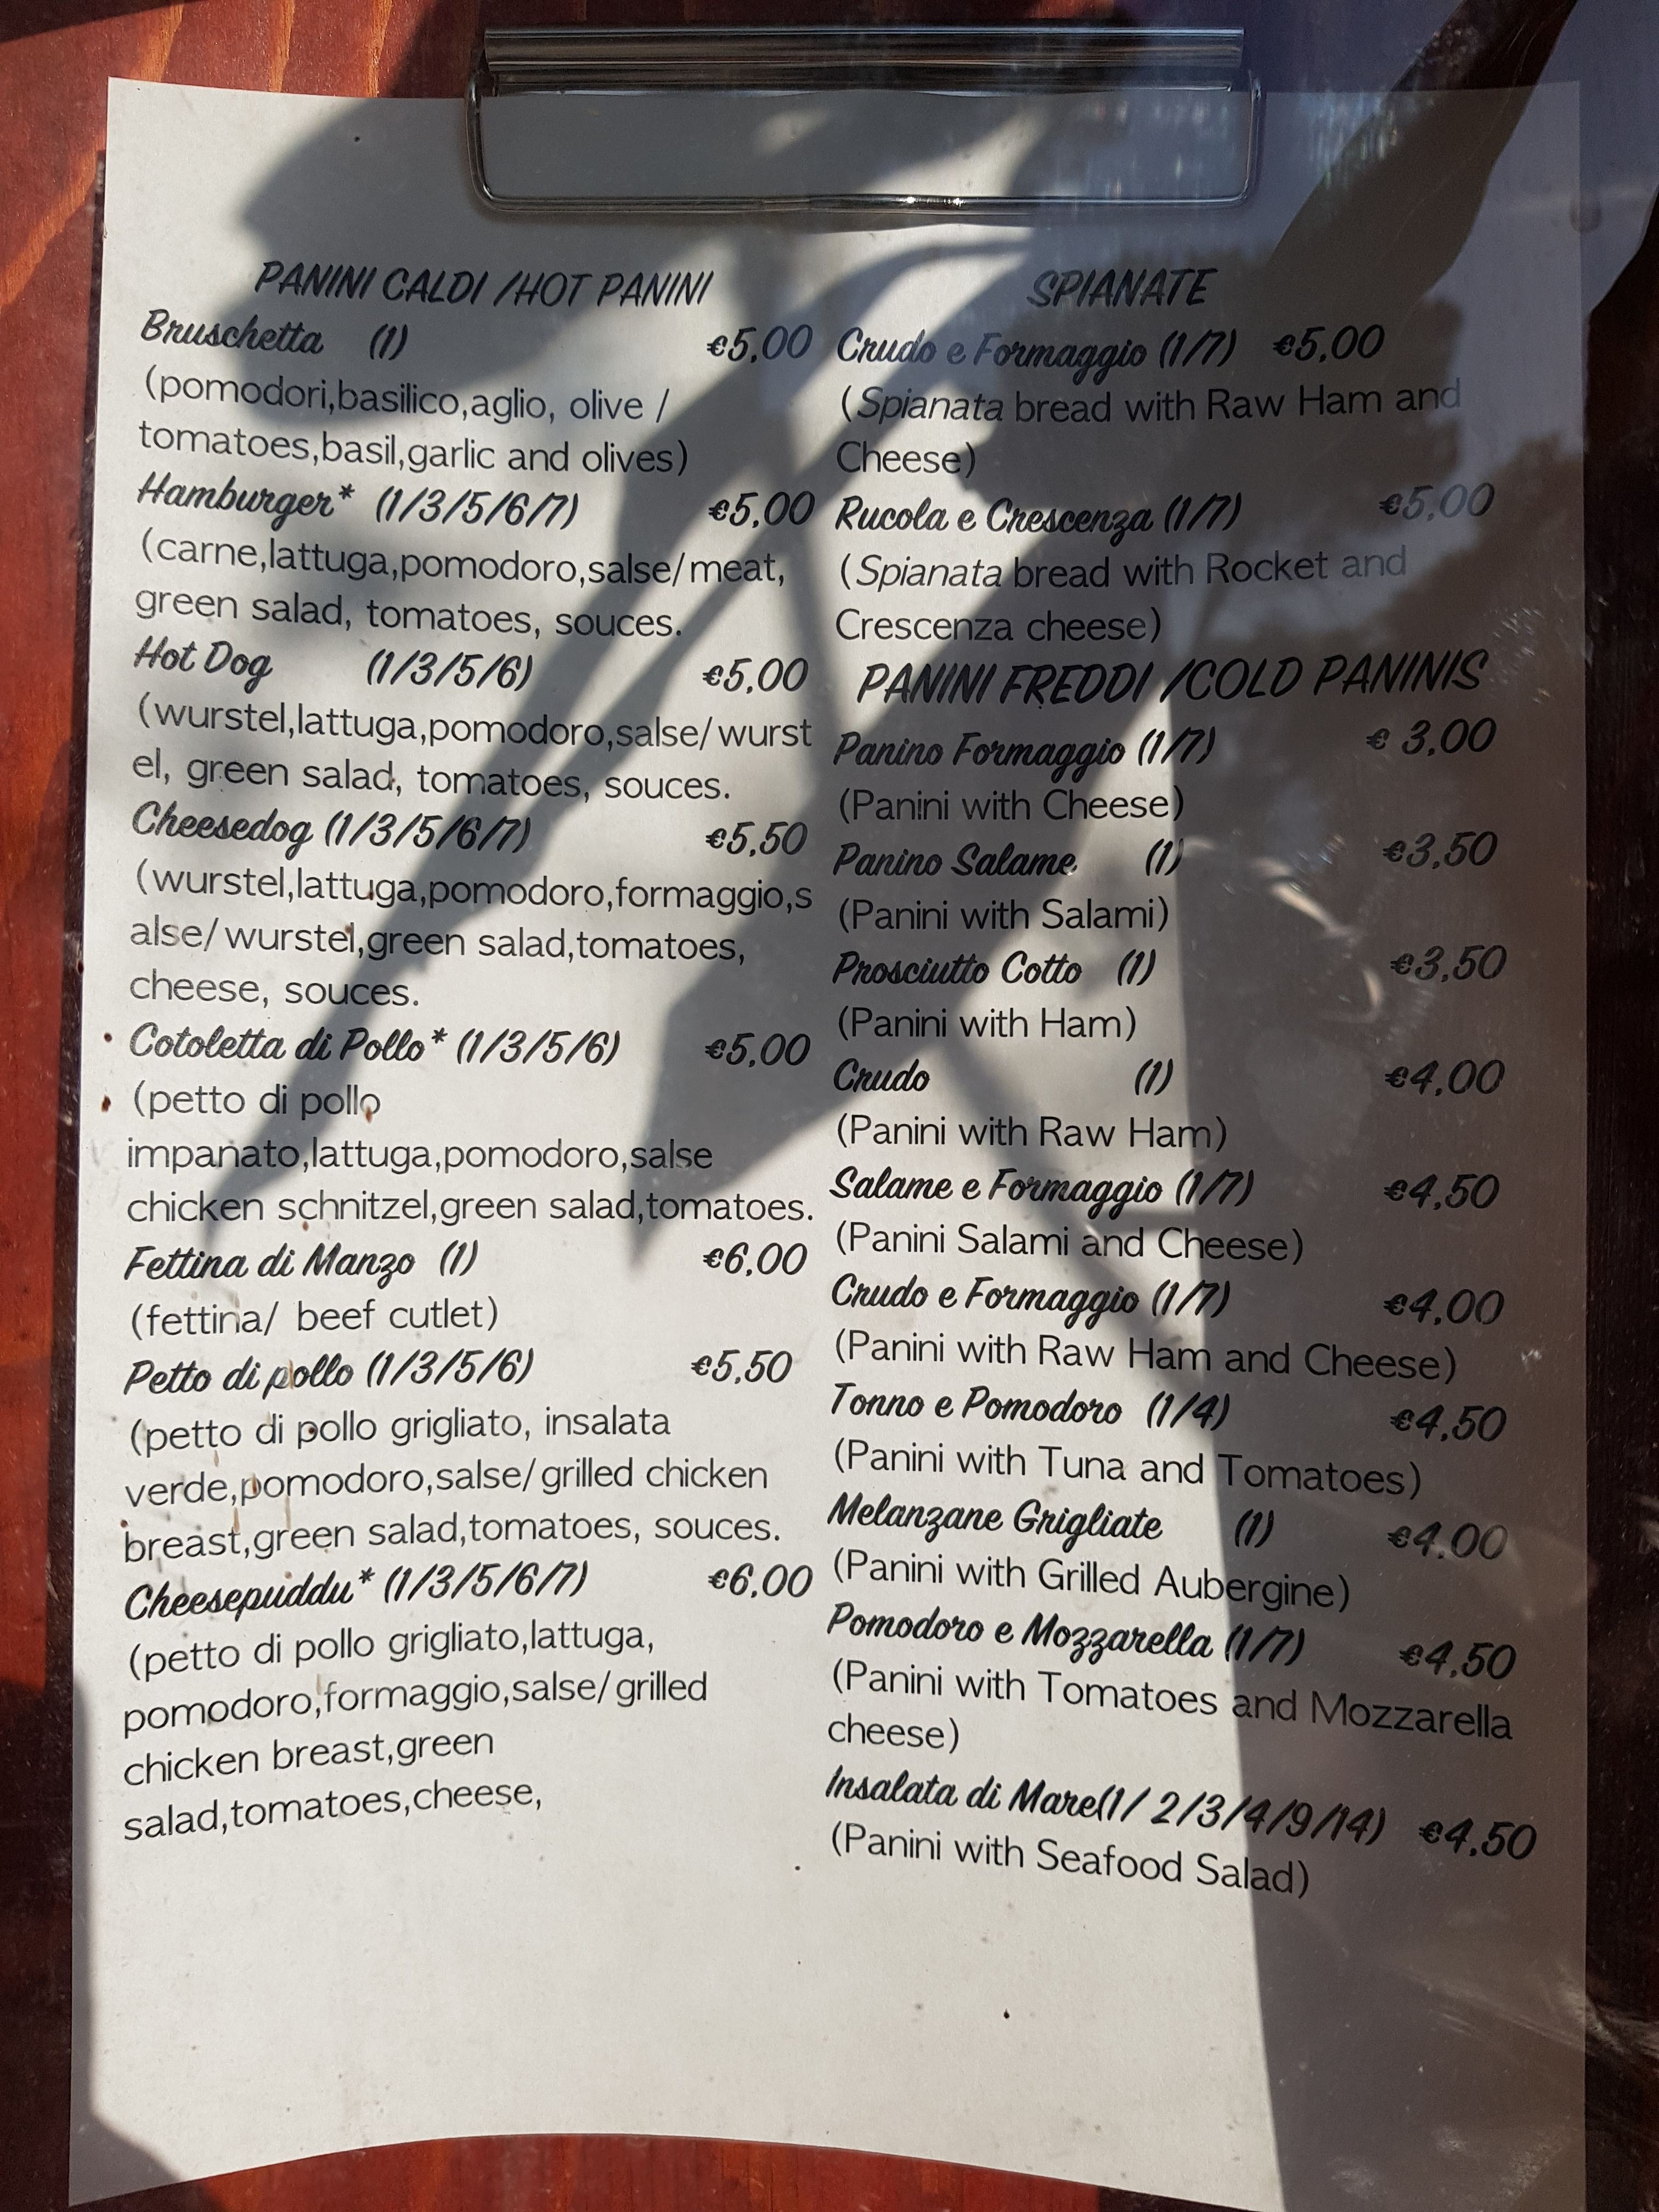 PANINI CALDI /HOT PANINI
Bruschetta (1) €5,00
(pomodori,basilico,aglio, olive /
tomatoes,basil,garlic and olives)
Hamburger* (1/3/5/6/7) €5,00
(carne,lattuga,pomodoro,salse/meat,
green salad, tomatoes, souces.
Hot Dog (1/3/5/6) €5,00
(wurstel,lattuga,pomodoro,salse/wurst
el, green salad, tomatoes, souces.
Cheesedog (1/3/5/6/7) €5,50
(wurstel,lattuga,pomodoro,formaggio,s
alse/wurstel,green salad,tomatoes,
cheese, souces.
Cotoletta di Pollo* (1/3/5/6) €5,00
(petto di pollo
impanato,lattuga,pomodoro,salse
chicken schnitzel,green salad,tomatoes.
Fettina di Manzo (1) €6,00
(fettina/ beef cutlet)
Petto di pollo (1/3/5/6) €5,50
(petto di pollo grigliato, insalata
verde,pomodoro,salse/grilled chicken
breast,green salad,tomatoes, souces.
Cheesepuddu* (1/3/5/6/7) €6,00
(petto di pollo grigliato,lattuga,
pomodoro,formaggio,salse/grilled
chicken breast,green
salad,tomatoes,cheese,
SPIANATE
Crudo e Formaggio (1/7) €5,00
(Spianata bread with Raw Ham and
Cheese)
Rucola e Crescenza (1/7) €5,00
(Spianata bread with Rocket and
Crescenza cheese)
PANINI FREDDI /COLD PANINIS
Panino Formaggio (1/7) € 3,00
(Panini with Cheese)
Panino Salame (1) €3,50
(Panini with Salami)
Prosciutto Cotto (1) €3,50
(Panini with Ham)
Crudo (1) €4,00
(Panini with Raw Ham)
Salame e Formaggio (1/7) €4,50
(Panini Salami and Cheese)
Crudo e Formaggio (1/7) €4,00
(Panini with Raw Ham and Cheese)
Tonno e Pomodoro (1/4) €4,50
(Panini with Tuna and Tomatoes)
Melanzane Grigliate (1) €4,00
(Panini with Grilled Aubergine)
Pomodoro e Mozzarella (1/7) €4,50
(Panini with Tomatoes and Mozzarella
cheese)
Insalata di Mare(1/ 2/3/4/9/14) €4,50
(Panini with Seafood Salad)